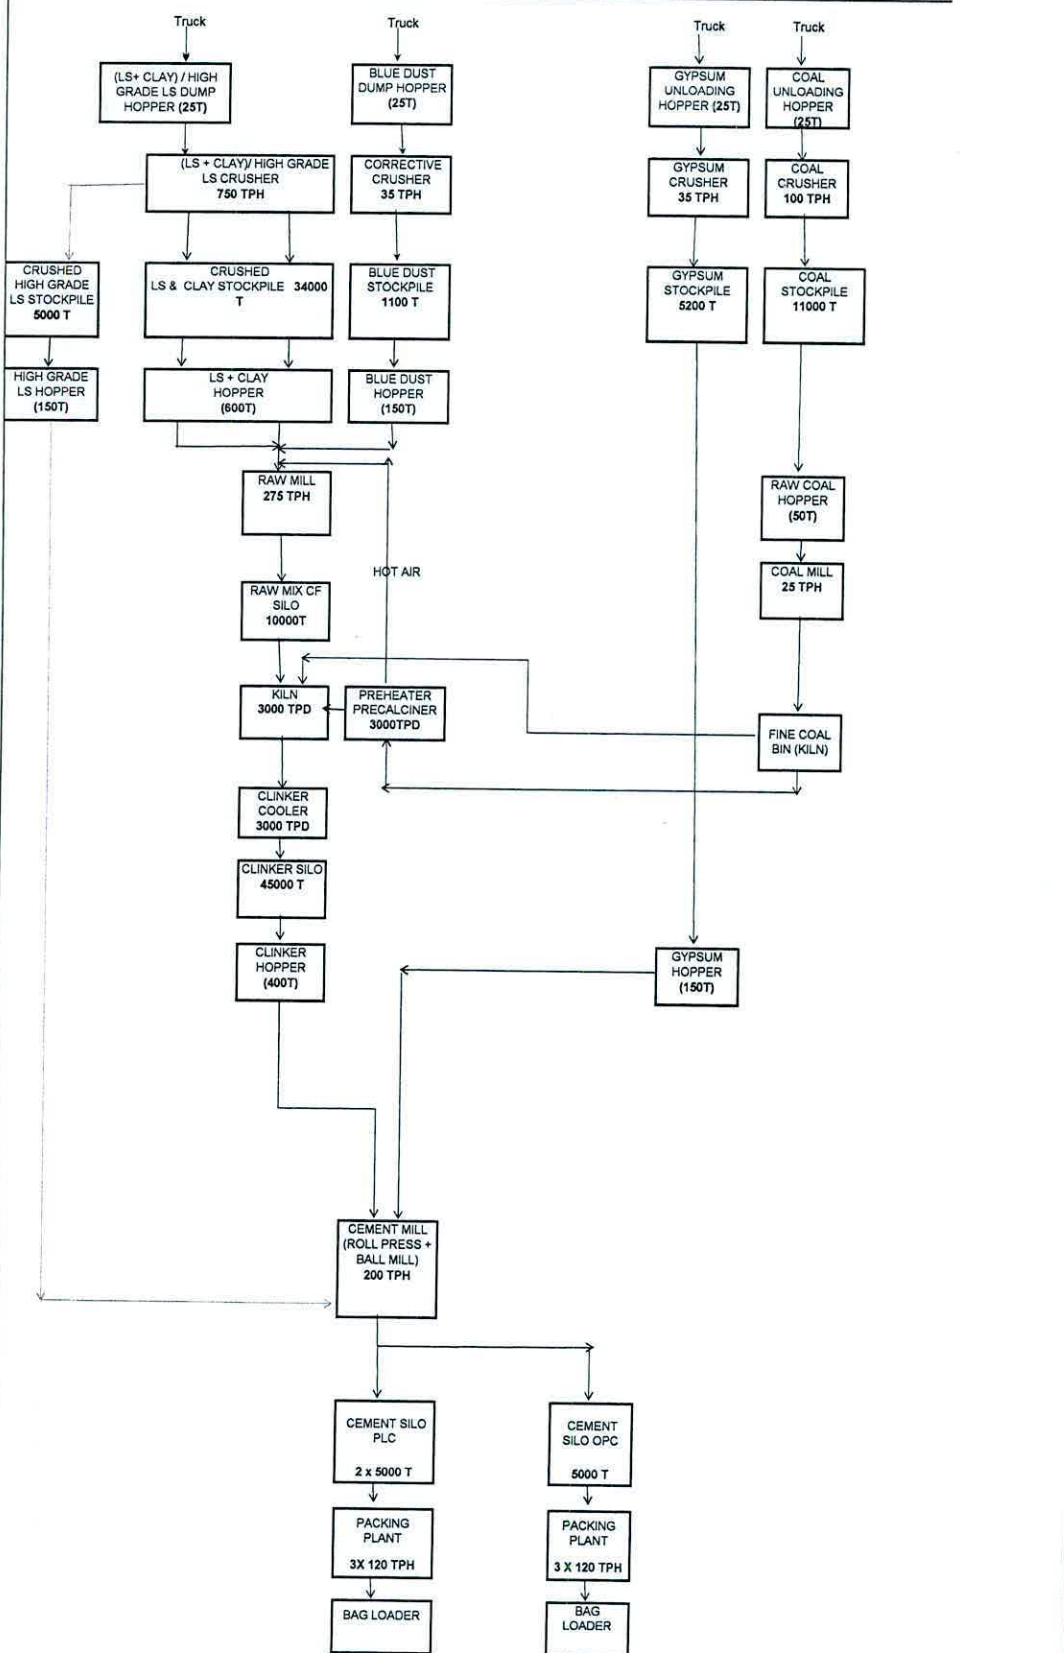 Truck
Truck
Truck
Truck
(LS+ CLAY) / HIGH
GRADE LS DUMP
HOPPER (25T)
BLUE DUST
DUMP HOPPER
(25T)
GYPSUM
UNLOADING
HOPPER (25T)
COAL
UNLOADING
HOPPER
(25T)
(LS + CLAY)/ HIGH GRADE
LS CRUSHER
750 TPH
CORRECTIVE
CRUSHER
35 TPH
GYPSUM
CRUSHER
35 TPH
COAL
CRUSHER
100 TPH
CRUSHED
HIGH GRADE
LS STOCKPILE
5000 T
CRUSHED
LS & CLAY STOCKPILE 34000
T
BLUE DUST
STOCKPILE
1100 T
GYPSUM
STOCKPILE
5200 T
COAL
STOCKPILE
11000 T
HIGH GRADE
LS HOPPER
(150T)
LS + CLAY
HOPPER
(600T)
BLUE DUST
HOPPER
(150T)
RAW MILL
275 TPH
RAW COAL
HOPPER
(50T)
HOT AIR
COAL MILL
25 TPH
RAW MIX CF
SILO
10000T
KILN
3000 TPD
PREHEATER
PRECALCINER
3000TPD
FINE COAL
BIN (KILN)
CLINKER
COOLER
3000 TPD
CLINKER SILO
45000 T
CLINKER
HOPPER
(400T)
GYPSUM
HOPPER
(150T)
CEMENT MILL
(ROLL PRESS +
BALL MILL)
200 TPH
CEMENT SILO
PLC
2 x 5000 T
CEMENT
SILO OPC
5000 T
PACKING
PLANT
3X 120 TPH
PACKING
PLANT
3 X 120 TPH
BAG LOADER
BAG
LOADER